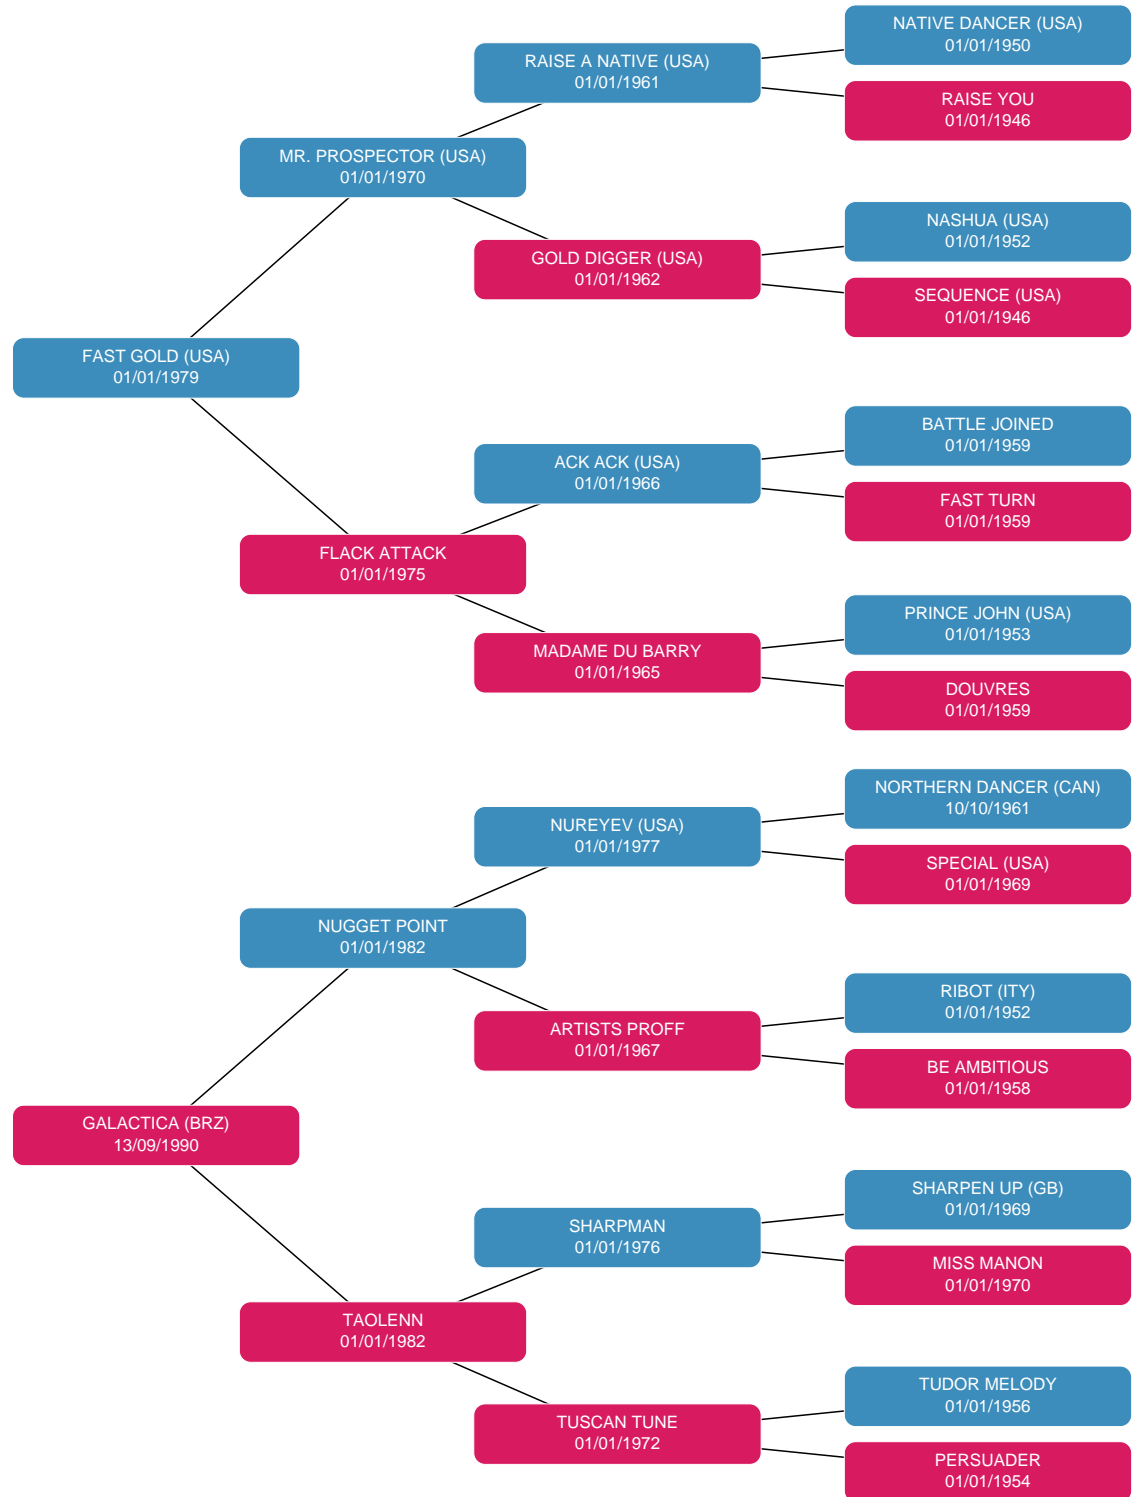 NATIVE DANCER (USA)
01/01/1950
RAISE A NATIVE (USA)
01/01/1961
RAISE YOU
01/01/1946
MR. PROSPECTOR (USA)
01/01/1970
NASHUA (USA)
01/01/1952
GOLD DIGGER (USA)
01/01/1962
SEQUENCE (USA)
01/01/1946
FAST GOLD (USA)
01/01/1979
BATTLE JOINED
01/01/1959
ACK ACK (USA)
01/01/1966
FAST TURN
01/01/1959
FLACK ATTACK
01/01/1975
PRINCE JOHN (USA)
01/01/1953
MADAME DU BARRY
01/01/1965
DOUVRES
01/01/1959
NORTHERN DANCER (CAN)
10/10/1961
NUREYEV (USA)
01/01/1977
SPECIAL (USA)
01/01/1969
NUGGET POINT
01/01/1982
RIBOT (ITY)
01/01/1952
ARTISTS PROFF
01/01/1967
BE AMBITIOUS
01/01/1958
GALACTICA (BRZ)
13/09/1990
SHARPEN UP (GB)
01/01/1969
SHARPMAN
01/01/1976
MISS MANON
01/01/1970
TAOLENN
01/01/1982
TUDOR MELODY
01/01/1956
TUSCAN TUNE
01/01/1972
PERSUADER
01/01/1954